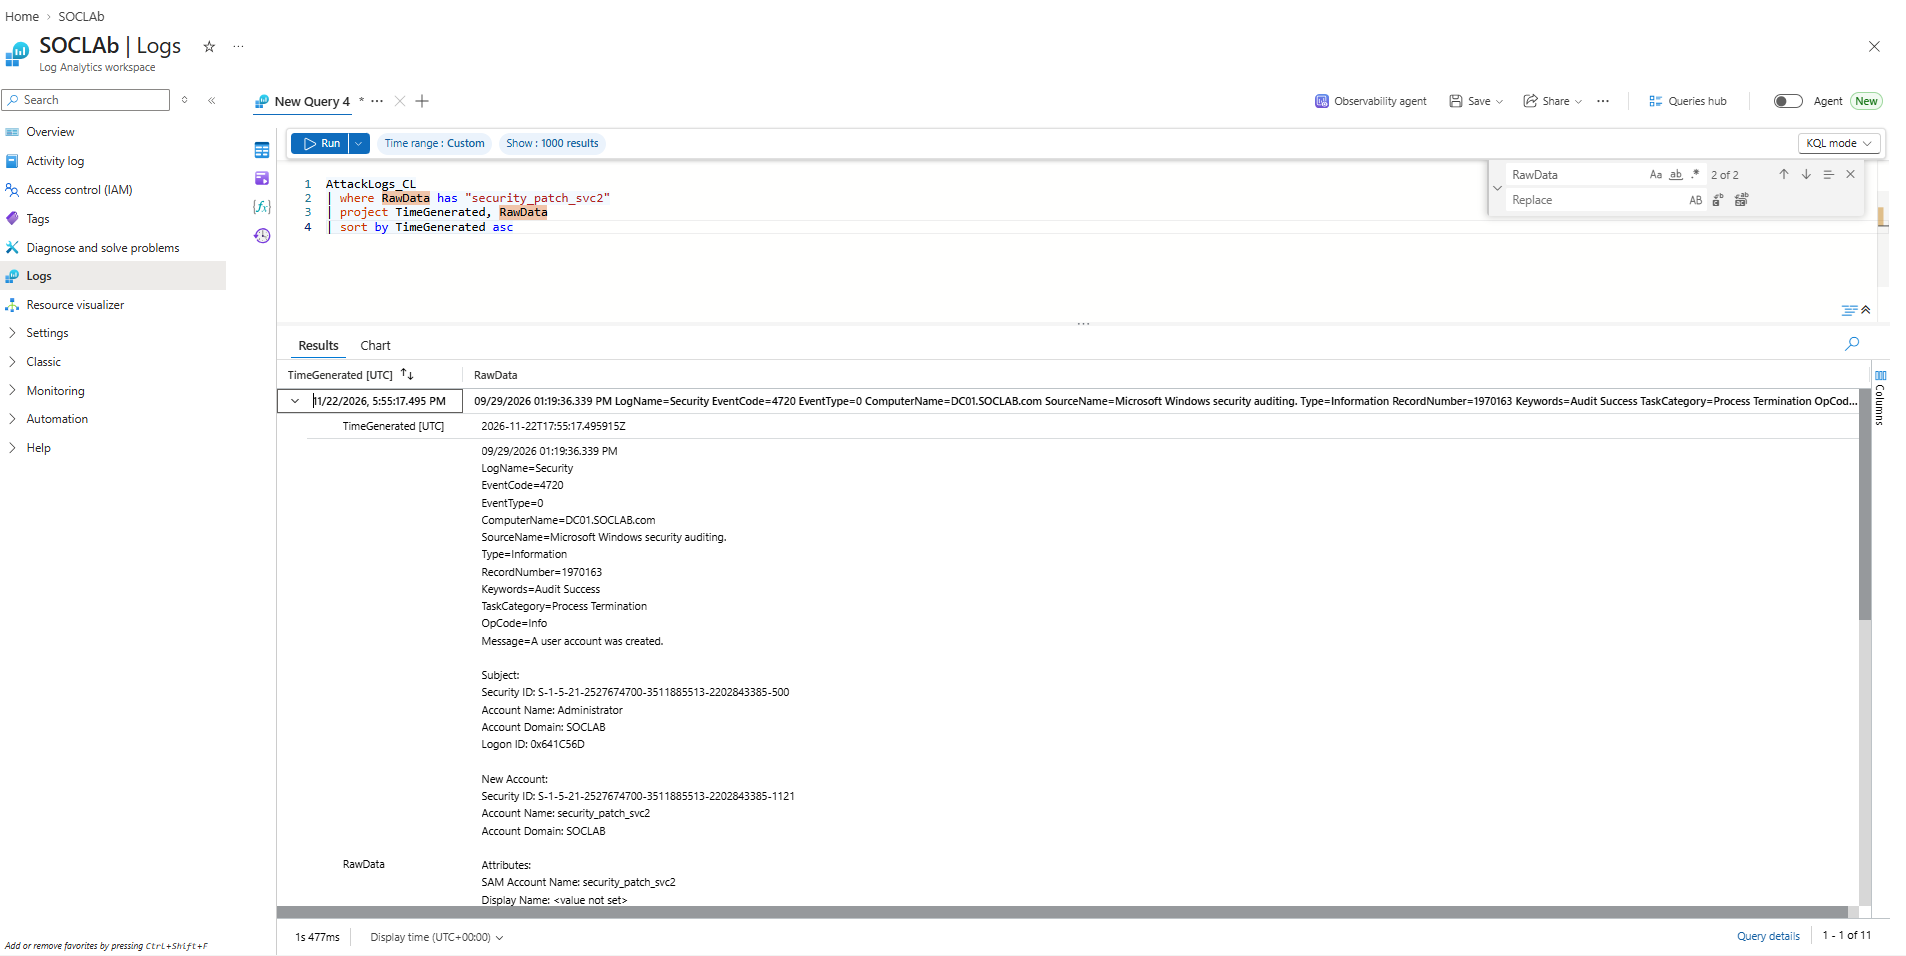 Home > SOCLAb
SOCLAb | Logs
Log Analytics workspace
Search
Overview
Activity log
Access control (IAM)
Tags
Diagnose and solve problems
Logs
Resource visualizer
Settings
Classic
Monitoring
Automation
Help
Add or remove favorites by pressing Ctrl+Shift+F
New Query 4 * ···
Observability agent
Save
Share
Queries hub
Agent New
Run
Time range : Custom
Show : 1000 results
KQL mode
1 AttackLogs_CL
2 | where RawData has "security_patch_svc2"
3 | project TimeGenerated, RawData
4 | sort by TimeGenerated asc
RawData Aa ab .* 2 of 2
Replace AB
Results Chart
TimeGenerated [UTC] RawData
11/22/2026, 5:55:17.495 PM 09/29/2026 01:19:36.339 PM LogName=Security EventCode=4720 EventType=0 ComputerName=DC01.SOCLAB.com SourceName=Microsoft Windows security auditing. Type=Information RecordNumber=1970163 Keywords=Audit Success TaskCategory=Process Termination OpCod...
TimeGenerated [UTC] 2026-11-22T17:55:17.495915Z
09/29/2026 01:19:36.339 PM
LogName=Security
EventCode=4720
EventType=0
ComputerName=DC01.SOCLAB.com
SourceName=Microsoft Windows security auditing.
Type=Information
RecordNumber=1970163
Keywords=Audit Success
TaskCategory=Process Termination
OpCode=Info
Message=A user account was created.
Subject:
Security ID: S-1-5-21-2527674700-3511885513-2202843385-500
Account Name: Administrator
Account Domain: SOCLAB
Logon ID: 0x641C56D
New Account:
Security ID: S-1-5-21-2527674700-3511885513-2202843385-1121
Account Name: security_patch_svc2
Account Domain: SOCLAB
RawData
Attributes:
SAM Account Name: security_patch_svc2
Display Name: <value not set>
Columns
1s 477ms
Display time (UTC+00:00)
Query details
1 - 1 of 11